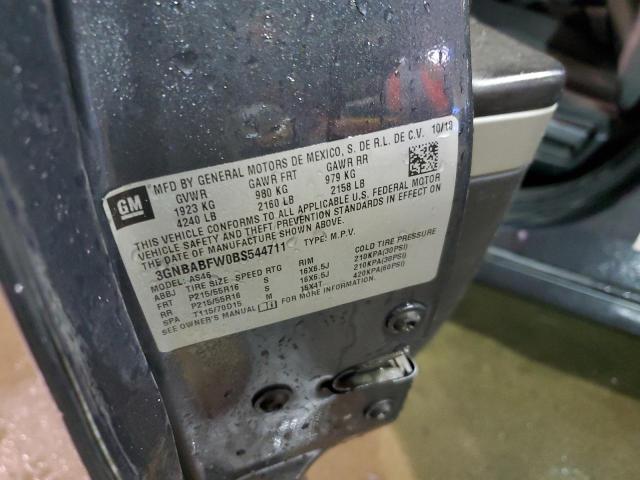 GM
MFD BY GENERAL MOTORS DE MEXICO, S. DE R.L. DE C.V. 10/10
GVWR GAWR FRT GAWR RR
1923 KG 980 KG 979 KG
4240 LB 2160 LB 2158 LB
THIS VEHICLE CONFORMS TO ALL APPLICABLE U.S. FEDERAL MOTOR
VEHICLE SAFETY AND THEFT PREVENTION STANDARDS IN EFFECT ON
THE DATE OF MANUFACTURE SHOWN ABOVE.
3GNBABFW0BS544711 TYPE: M.P.V.
MODEL: AS46
ABBJ TIRE SIZE SPEED RTG RIM COLD TIRE PRESSURE
FRT P215/55R16 S 16X6.5J 210KPA(30PSI)
RR P215/55R16 S 16X6.5J 210KPA(30PSI)
SPA T115/70D15 M 15X4T 420KPA(60PSI)
SEE OWNER'S MANUAL FOR MORE INFORMATION.